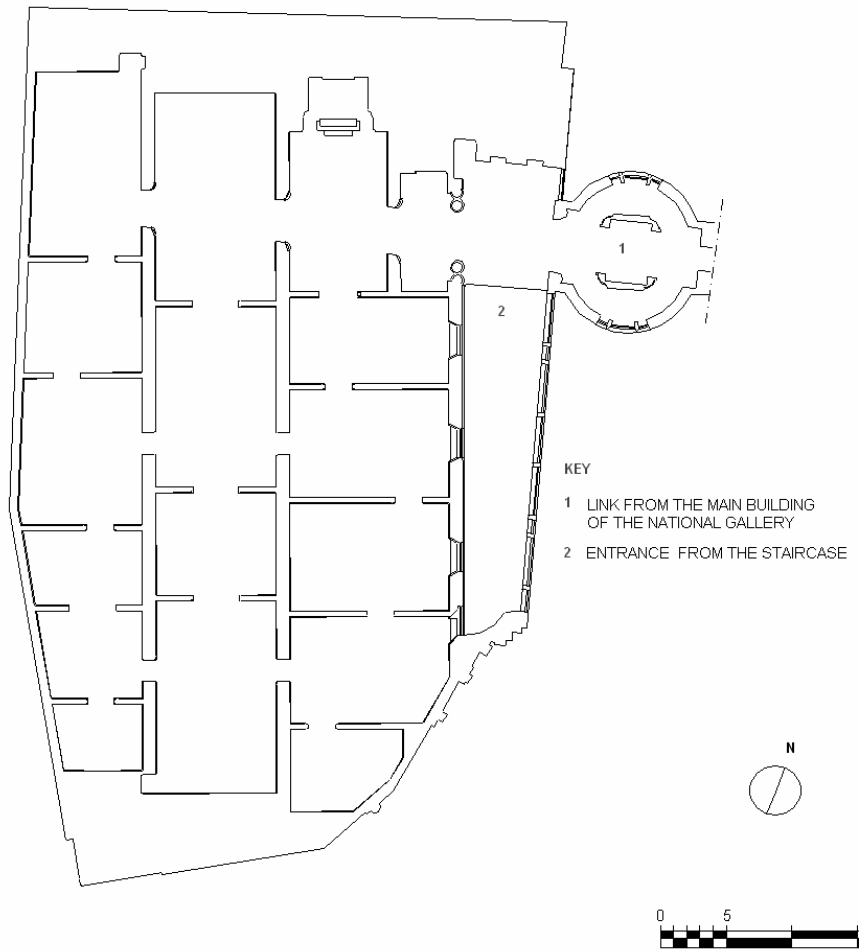 1
2
KEY
1 LINK FROM THE MAIN BUILDING
OF THE NATIONAL GALLERY
2 ENTRANCE FROM THE STAIRCASE
N
0 5